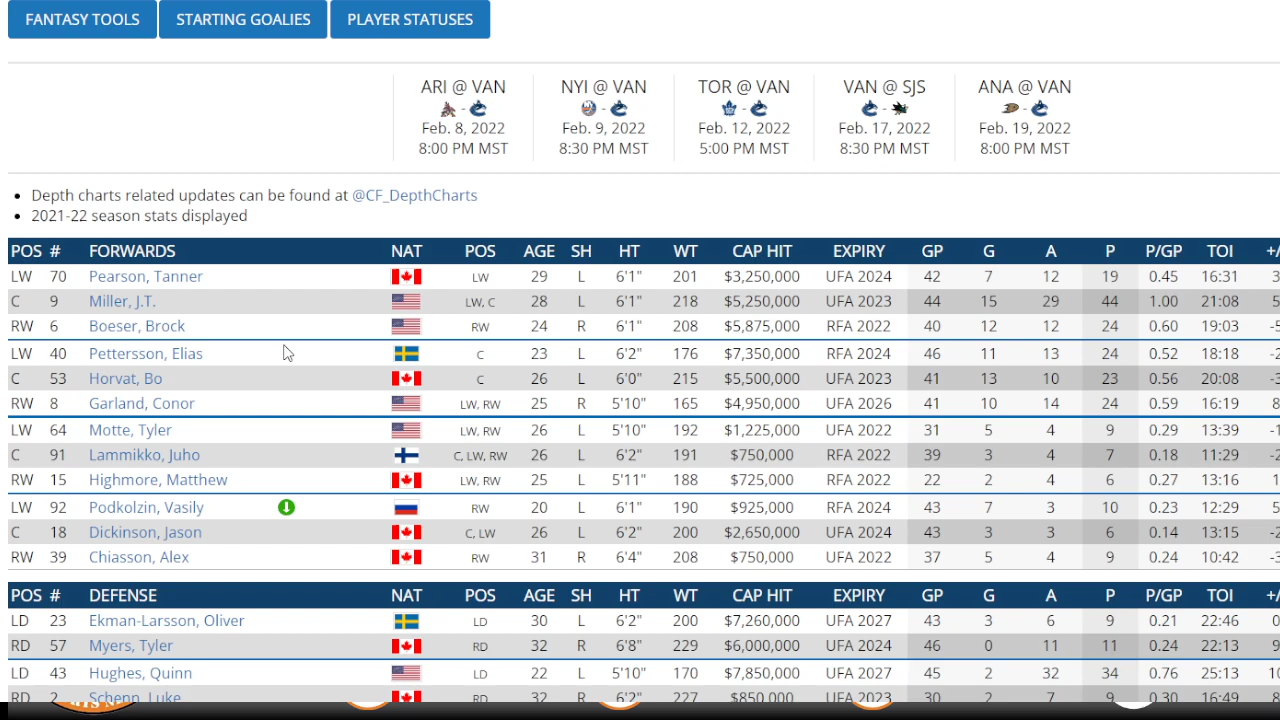 FANTASY TOOLS STARTING GOALIES PLAYER STATUSES
ARI @ VAN NYI @ VAN TOR @ VAN VAN @ SJS ANA @ VAN
-  -  -  -  -
Feb. 8, 2022 Feb. 9, 2022 Feb. 12, 2022 Feb. 17, 2022 Feb. 19, 2022
8:00 PM MST 8:30 PM MST 5:00 PM MST 8:30 PM MST 8:00 PM MST
• Depth charts related updates can be found at @CF_DepthCharts
• 2021-22 season stats displayed
POS # FORWARDS NAT POS AGE SH HT WT CAP HIT EXPIRY GP G A P P/GP TOI +/
LW 70 Pearson, Tanner LW 29 L 6'1" 201 $3,250,000 UFA 2024 42 7 12 19 0.45 16:31
C 9 Miller, J.T. LW, C 28 L 6'1" 218 $5,250,000 UFA 2023 44 15 29 44 1.00 21:08
RW 6 Boeser, Brock RW 24 R 6'1" 208 $5,875,000 RFA 2022 40 12 12 24 0.60 19:03 -5
LW 40 Pettersson, Elias C 23 L 6'2" 176 $7,350,000 RFA 2024 46 11 13 24 0.52 18:18 -2
C 53 Horvat, Bo C 26 L 6'0" 215 $5,500,000 UFA 2023 41 13 10 23 0.56 20:08 -3
RW 8 Garland, Conor LW, RW 25 R 5'10" 165 $4,950,000 UFA 2026 41 10 14 24 0.59 16:19 8
LW 64 Motte, Tyler LW, RW 26 L 5'10" 192 $1,225,000 UFA 2022 31 5 4 9 0.29 13:39 -1
C 91 Lammikko, Juho C, LW, RW 26 L 6'2" 191 $750,000 RFA 2022 39 3 4 7 0.18 11:29 -2
RW 15 Highmore, Matthew LW, RW 25 L 5'11" 188 $725,000 RFA 2022 22 2 4 6 0.27 13:16 1
LW 92 Podkolzin, Vasily RW 20 L 6'1" 190 $925,000 RFA 2024 43 7 3 10 0.23 12:29 5
C 18 Dickinson, Jason C, LW 26 L 6'2" 200 $2,650,000 UFA 2024 43 3 3 6 0.14 13:15 -2
RW 39 Chiasson, Alex RW 31 R 6'4" 208 $750,000 UFA 2022 37 5 4 9 0.24 10:42 -3
POS # DEFENSE NAT POS AGE SH HT WT CAP HIT EXPIRY GP G A P P/GP TOI +/
LD 23 Ekman-Larsson, Oliver LD 30 L 6'2" 200 $7,260,000 UFA 2027 43 3 6 9 0.21 22:46
RD 57 Myers, Tyler RD 32 R 6'8" 229 $6,000,000 UFA 2024 46 0 11 11 0.24 22:13 9
LD 43 Hughes, Quinn LD 22 L 5'10" 170 $7,850,000 UFA 2027 45 2 32 34 0.76 25:13 10
RD 2 Schenn, Luke RD 32 R 6'2" 227 $850,000 UFA 2023 30 2 7 9 0.30 16:49